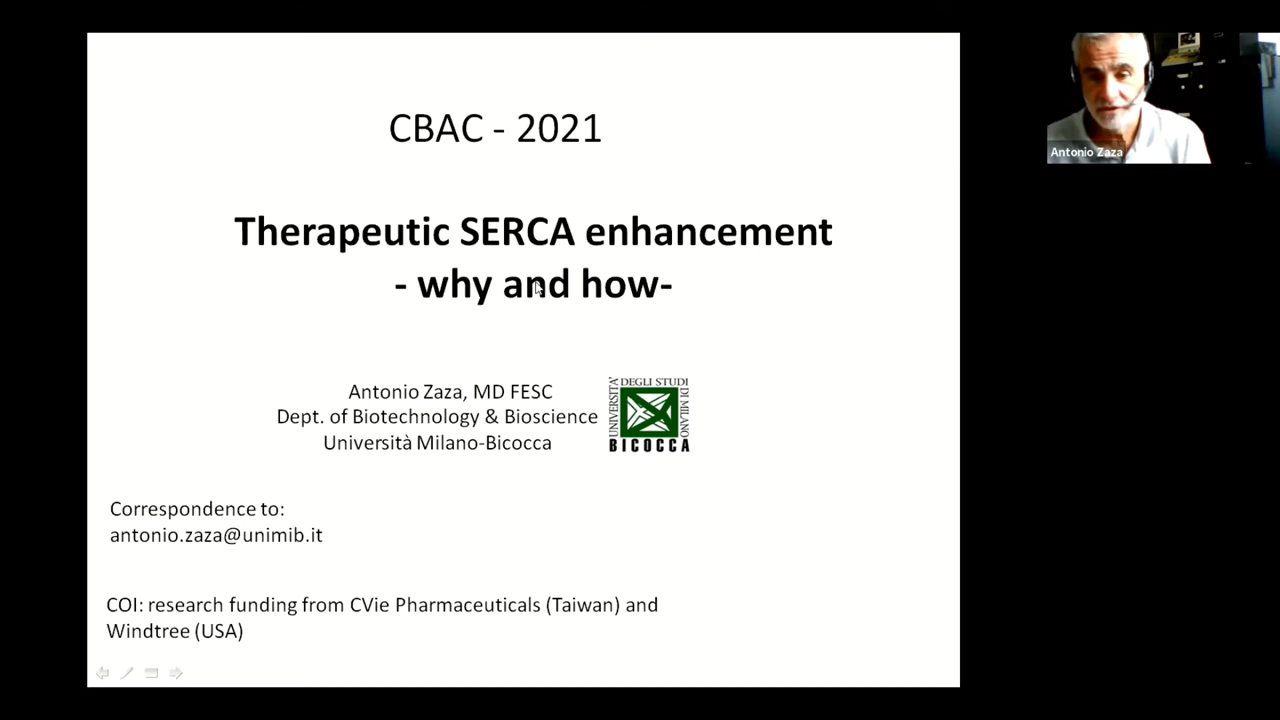 CBAC - 2021
Therapeutic SERCA enhancement
- why and how-
Antonio Zaza, MD FESC
Dept. of Biotechnology & Bioscience
Università Milano-Bicocca
UNIVERSITA'
DEGLI STUDI
DI MILANO
BICOCCA
Correspondence to:
antonio.zaza@unimib.it
COI: research funding from CVie Pharmaceuticals (Taiwan) and
Windtree (USA)
Antonio Zaza